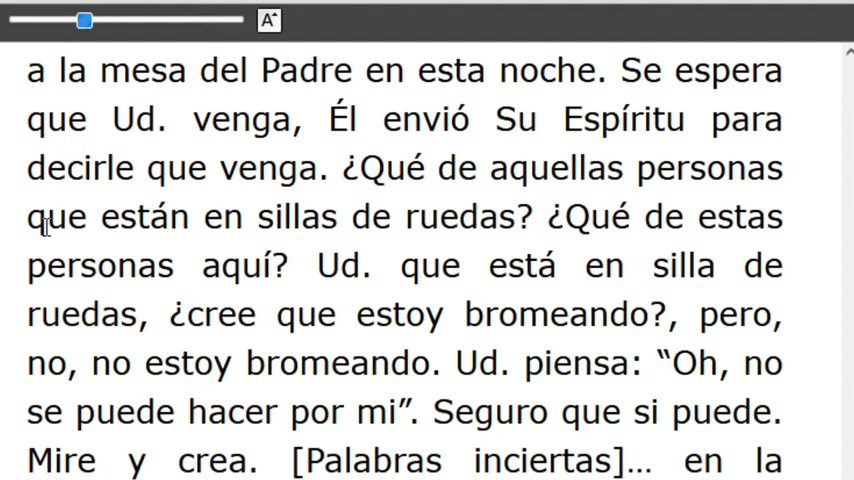 A
a la mesa del Padre en esta noche. Se espera
que Ud. venga, Él envió Su Espíritu para
decirle que venga. ¿Qué de aquellas personas
que están en sillas de ruedas? ¿Qué de estas
personas aquí? Ud. que está en silla de
ruedas, ¿cree que estoy bromeando?, pero,
no, no estoy bromeando. Ud. piensa: “Oh, no
se puede hacer por mi”. Seguro que si puede.
Mire y crea. [Palabras inciertas]... en la